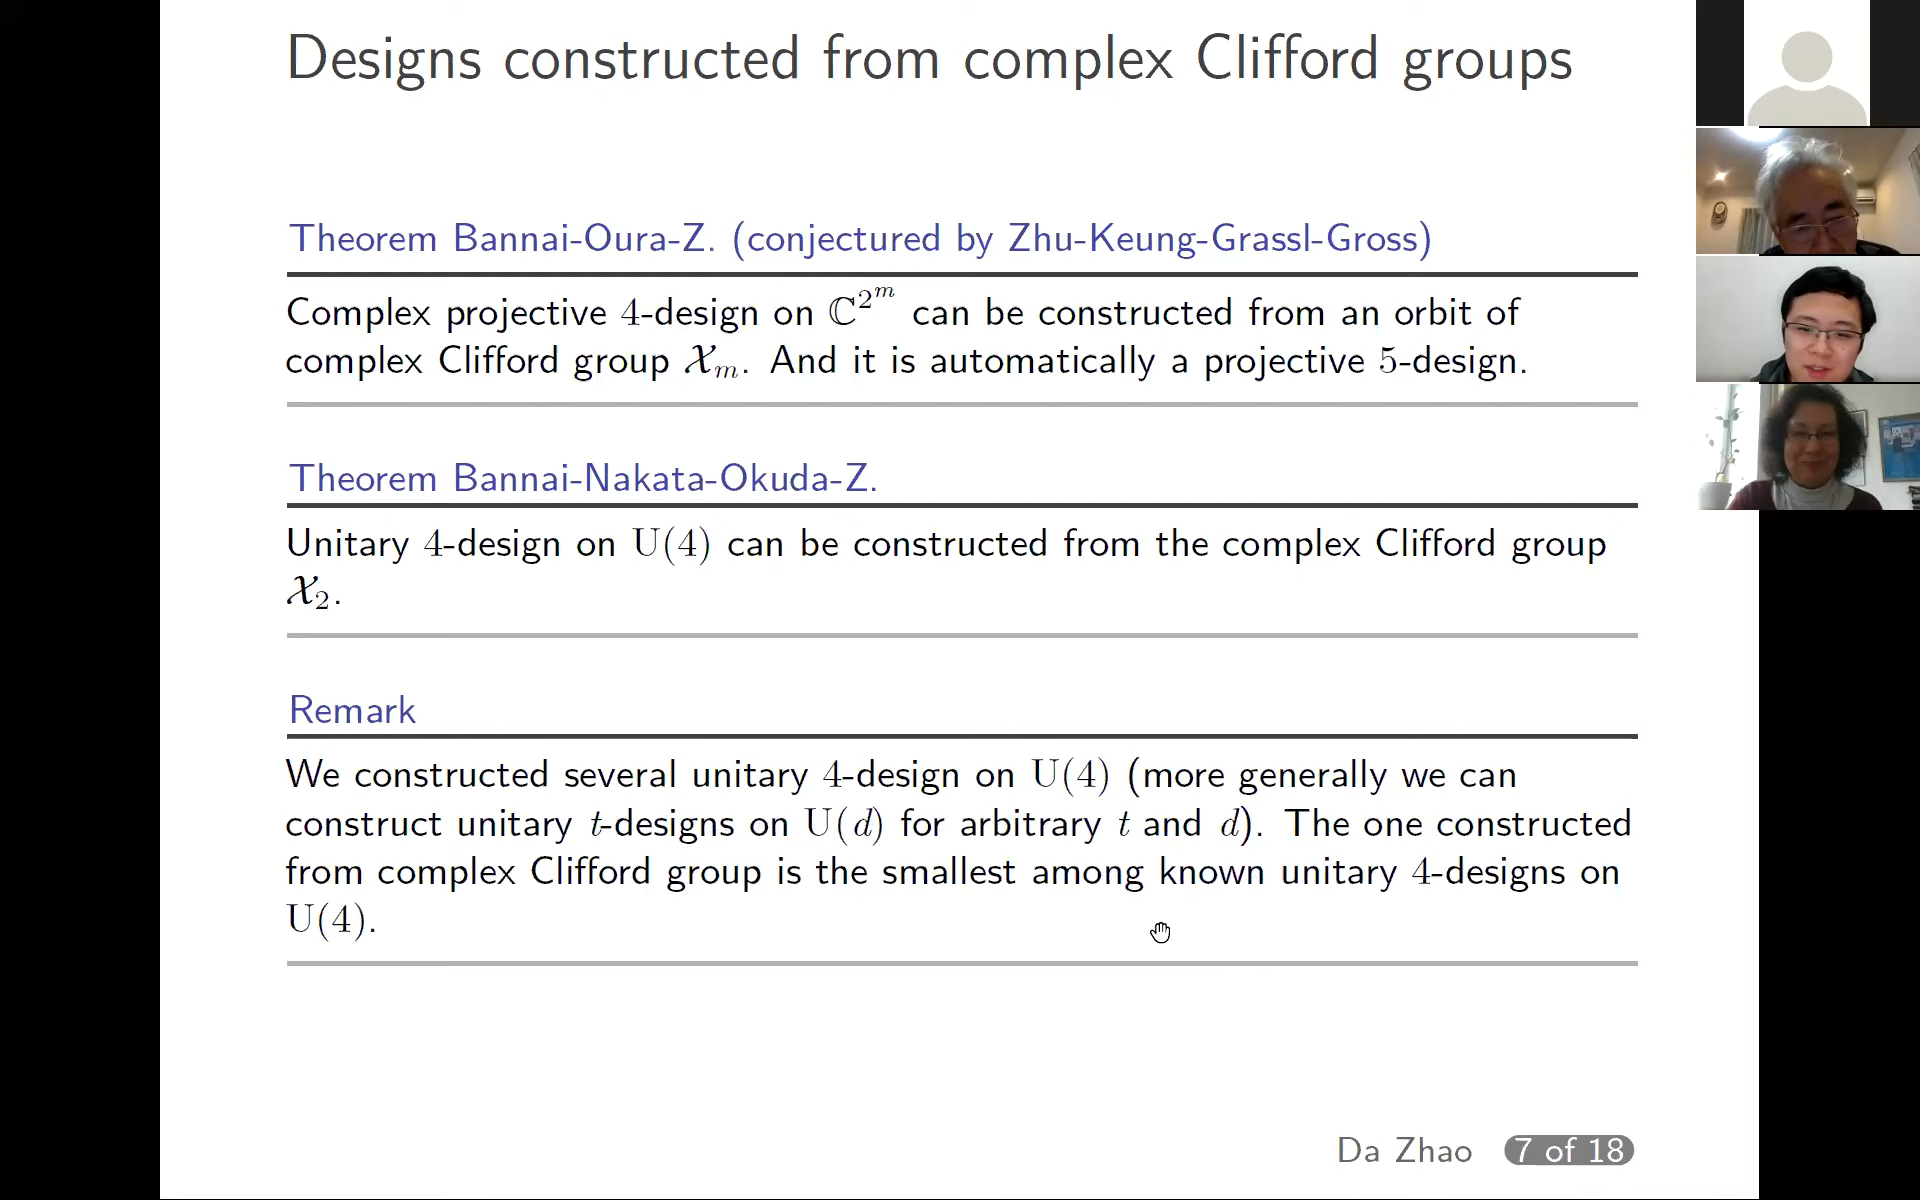 Designs constructed from complex Clifford groups
Theorem Bannai-Oura-Z. (conjectured by Zhu-Keung-Grassl-Gross)
Complex projective 4-design on ℂ^{2^m} can be constructed from an orbit of
complex Clifford group 𝒳_m. And it is automatically a projective 5-design.
Theorem Bannai-Nakata-Okuda-Z.
Unitary 4-design on U(4) can be constructed from the complex Clifford group
𝒳_2.
Remark
We constructed several unitary 4-design on U(4) (more generally we can
construct unitary t-designs on U(d) for arbitrary t and d). The one constructed
from complex Clifford group is the smallest among known unitary 4-designs on
U(4).
Da Zhao 7 of 18